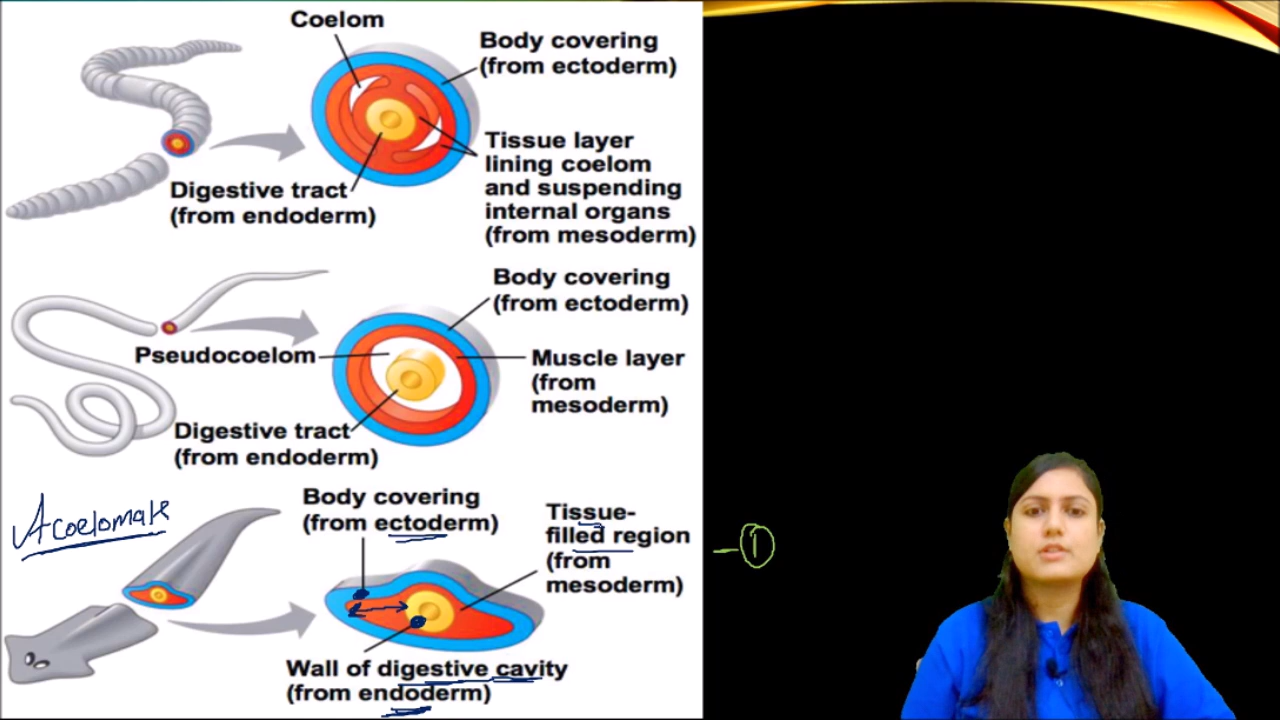 Coelom
Body covering
(from ectoderm)
Tissue layer
lining coelom
and suspending
internal organs
(from mesoderm)
Digestive tract
(from endoderm)
Body covering
(from ectoderm)
Pseudocoelom
Muscle layer
(from
mesoderm)
Digestive tract
(from endoderm)
Acoelomate
Body covering
(from ectoderm)
Tissue-
filled region
(from
mesoderm)
- 1
Wall of digestive cavity
(from endoderm)